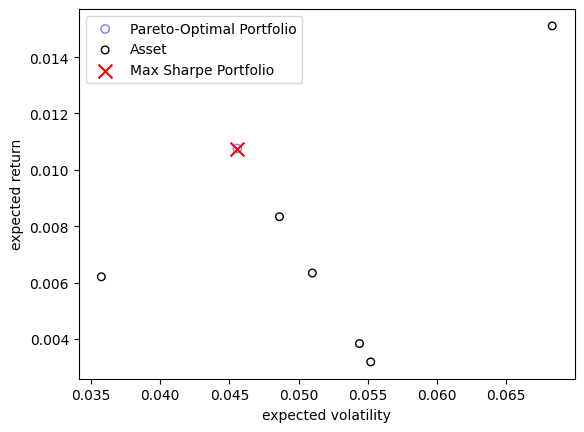 Pareto-Optimal Portfolio
Asset
Max Sharpe Portfolio
0.014
0.012
0.010
0.008
0.006
0.004
expected return
0.035 0.040 0.045 0.050 0.055 0.060 0.065
expected volatility